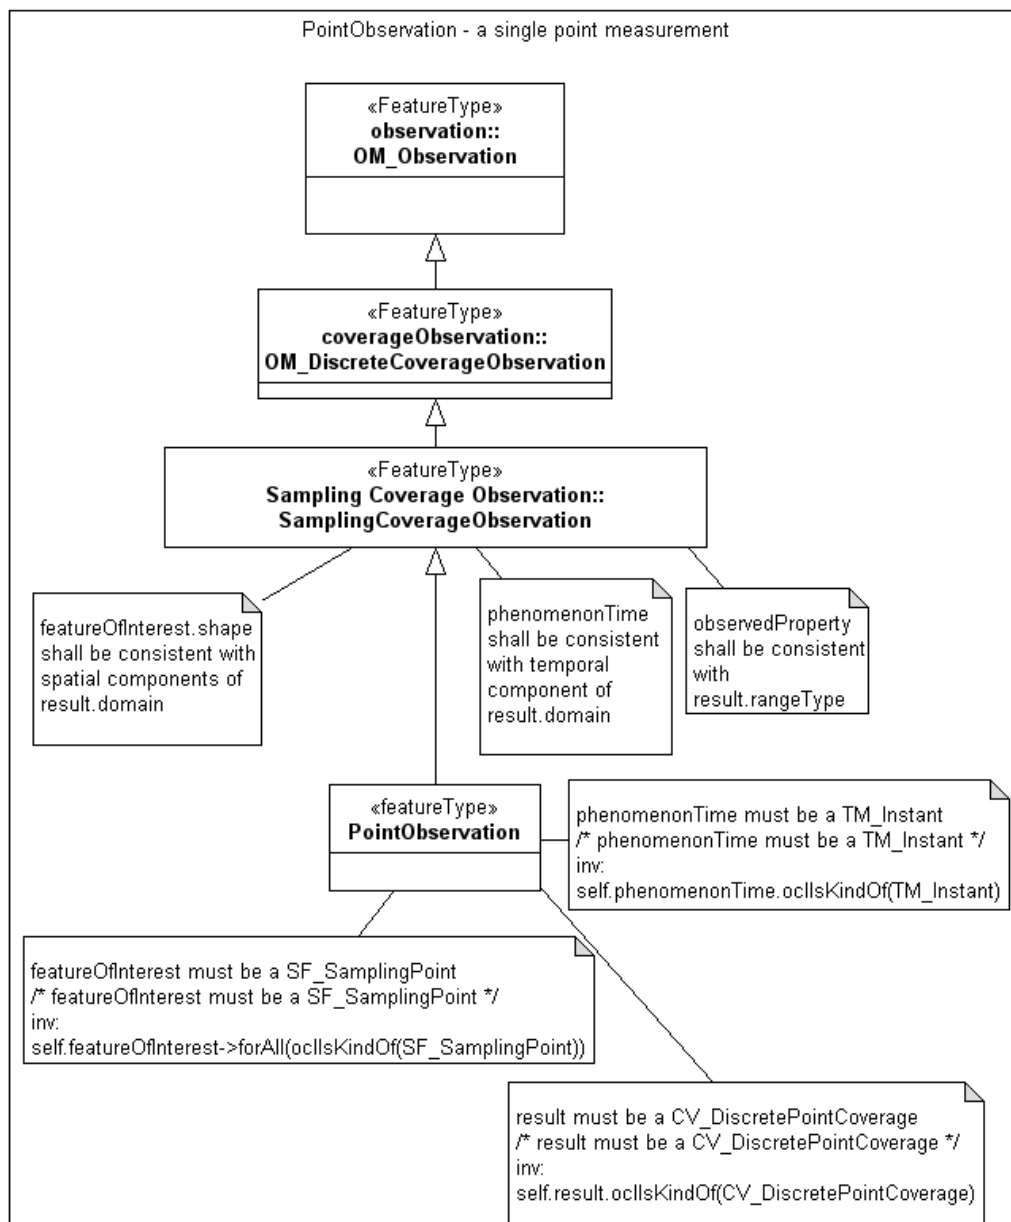 PointObservation - a single point measurement
«FeatureType»
observation::
OM_Observation
«FeatureType»
coverageObservation::
OM_DiscreteCoverageObservation
«FeatureType»
Sampling Coverage Observation::
SamplingCoverageObservation
featureOfInterest.shape
shall be consistent with
spatial components of
result.domain
phenomenonTime
shall be consistent
with temporal
component of
result.domain
observedProperty
shall be consistent
with
result.rangeType
«featureType»
PointObservation
phenomenonTime must be a TM_Instant
/* phenomenonTime must be a TM_Instant */
inv:
self.phenomenonTime.oclIsKindOf(TM_Instant)
featureOfInterest must be a SF_SamplingPoint
/* featureOfInterest must be a SF_SamplingPoint */
inv:
self.featureOfInterest->forAll(oclIsKindOf(SF_SamplingPoint))
result must be a CV_DiscretePointCoverage
/* result must be a CV_DiscretePointCoverage */
inv:
self.result.oclIsKindOf(CV_DiscretePointCoverage)